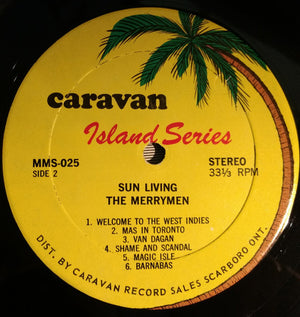 caravan
Island Series
MMS-025
SIDE 2
STEREO
33⅓ RPM
SUN LIVING
THE MERRYMEN
1. WELCOME TO THE WEST INDIES
2. MAS IN TORONTO
3. VAN DAGAN
4. SHAME AND SCANDAL
5. MAGIC ISLE
6. BARNABAS
DIST. BY CARAVAN RECORD SALES SCARBORO ONT.